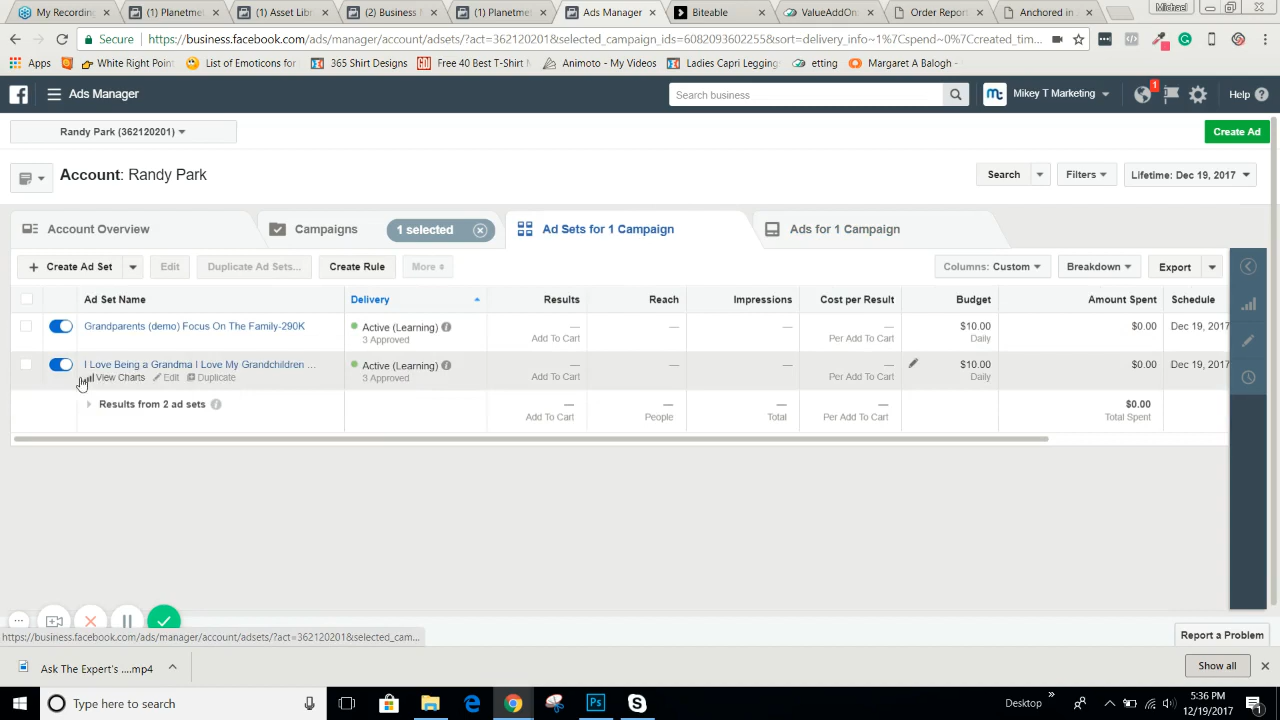 My Recording
(1) Planetme
(1) Asset Lib
(2) Business
(1) Planetme
Ads Manager
Biteable
ValueAddOn
Order Report
Anchored in
Michael
Secure
https://business.facebook.com/ads/manager/account/adsets/?act=362120201&selected_campaign_ids=6082093602255&sort=delivery_info~1%7Cspend~0%7Ccreated_tim...
Apps
White Right Poin
List of Emoticons fo
365 Shirt Designs
Free 40 Best T-Shirt
Animoto - My Videos
Ladies Capri Legging
etting
Margaret A Balogh -
Ads Manager
Search business
Mikey T Marketing
1
Help
Randy Park (362120201)
Create Ad
Account: Randy Park
Search
Filters
Lifetime: Dec 19, 2017
Account Overview
Campaigns
1 selected
Ad Sets for 1 Campaign
Ads for 1 Campaign
+ Create Ad Set
Edit
Duplicate Ad Sets...
Create Rule
More
Columns: Custom
Breakdown
Export
Ad Set Name
Delivery
Results
Reach
Impressions
Cost per Result
Budget
Amount Spent
Schedule
Grandparents (demo) Focus On The Family-290K
Active (Learning)
3 Approved
—
Add To Cart
—
—
—
Per Add To Cart
$10.00
Daily
$0.00
Dec 19, 2017
I Love Being a Grandma I Love My Grandchildren ...
View Charts
Edit
Duplicate
Active (Learning)
3 Approved
—
Add To Cart
—
—
—
Per Add To Cart
$10.00
Daily
$0.00
Dec 19, 2017
Results from 2 ad sets
—
Add To Cart
—
People
—
Total
—
Per Add To Cart
$0.00
Total Spent
https://business.facebook.com/ads/manager/account/adsets/?act=362120201&selected_cam...
Report a Problem
Ask The Expert's ....mp4
Show all
Type here to search
Ps
Desktop
5:36 PM
12/19/2017
1